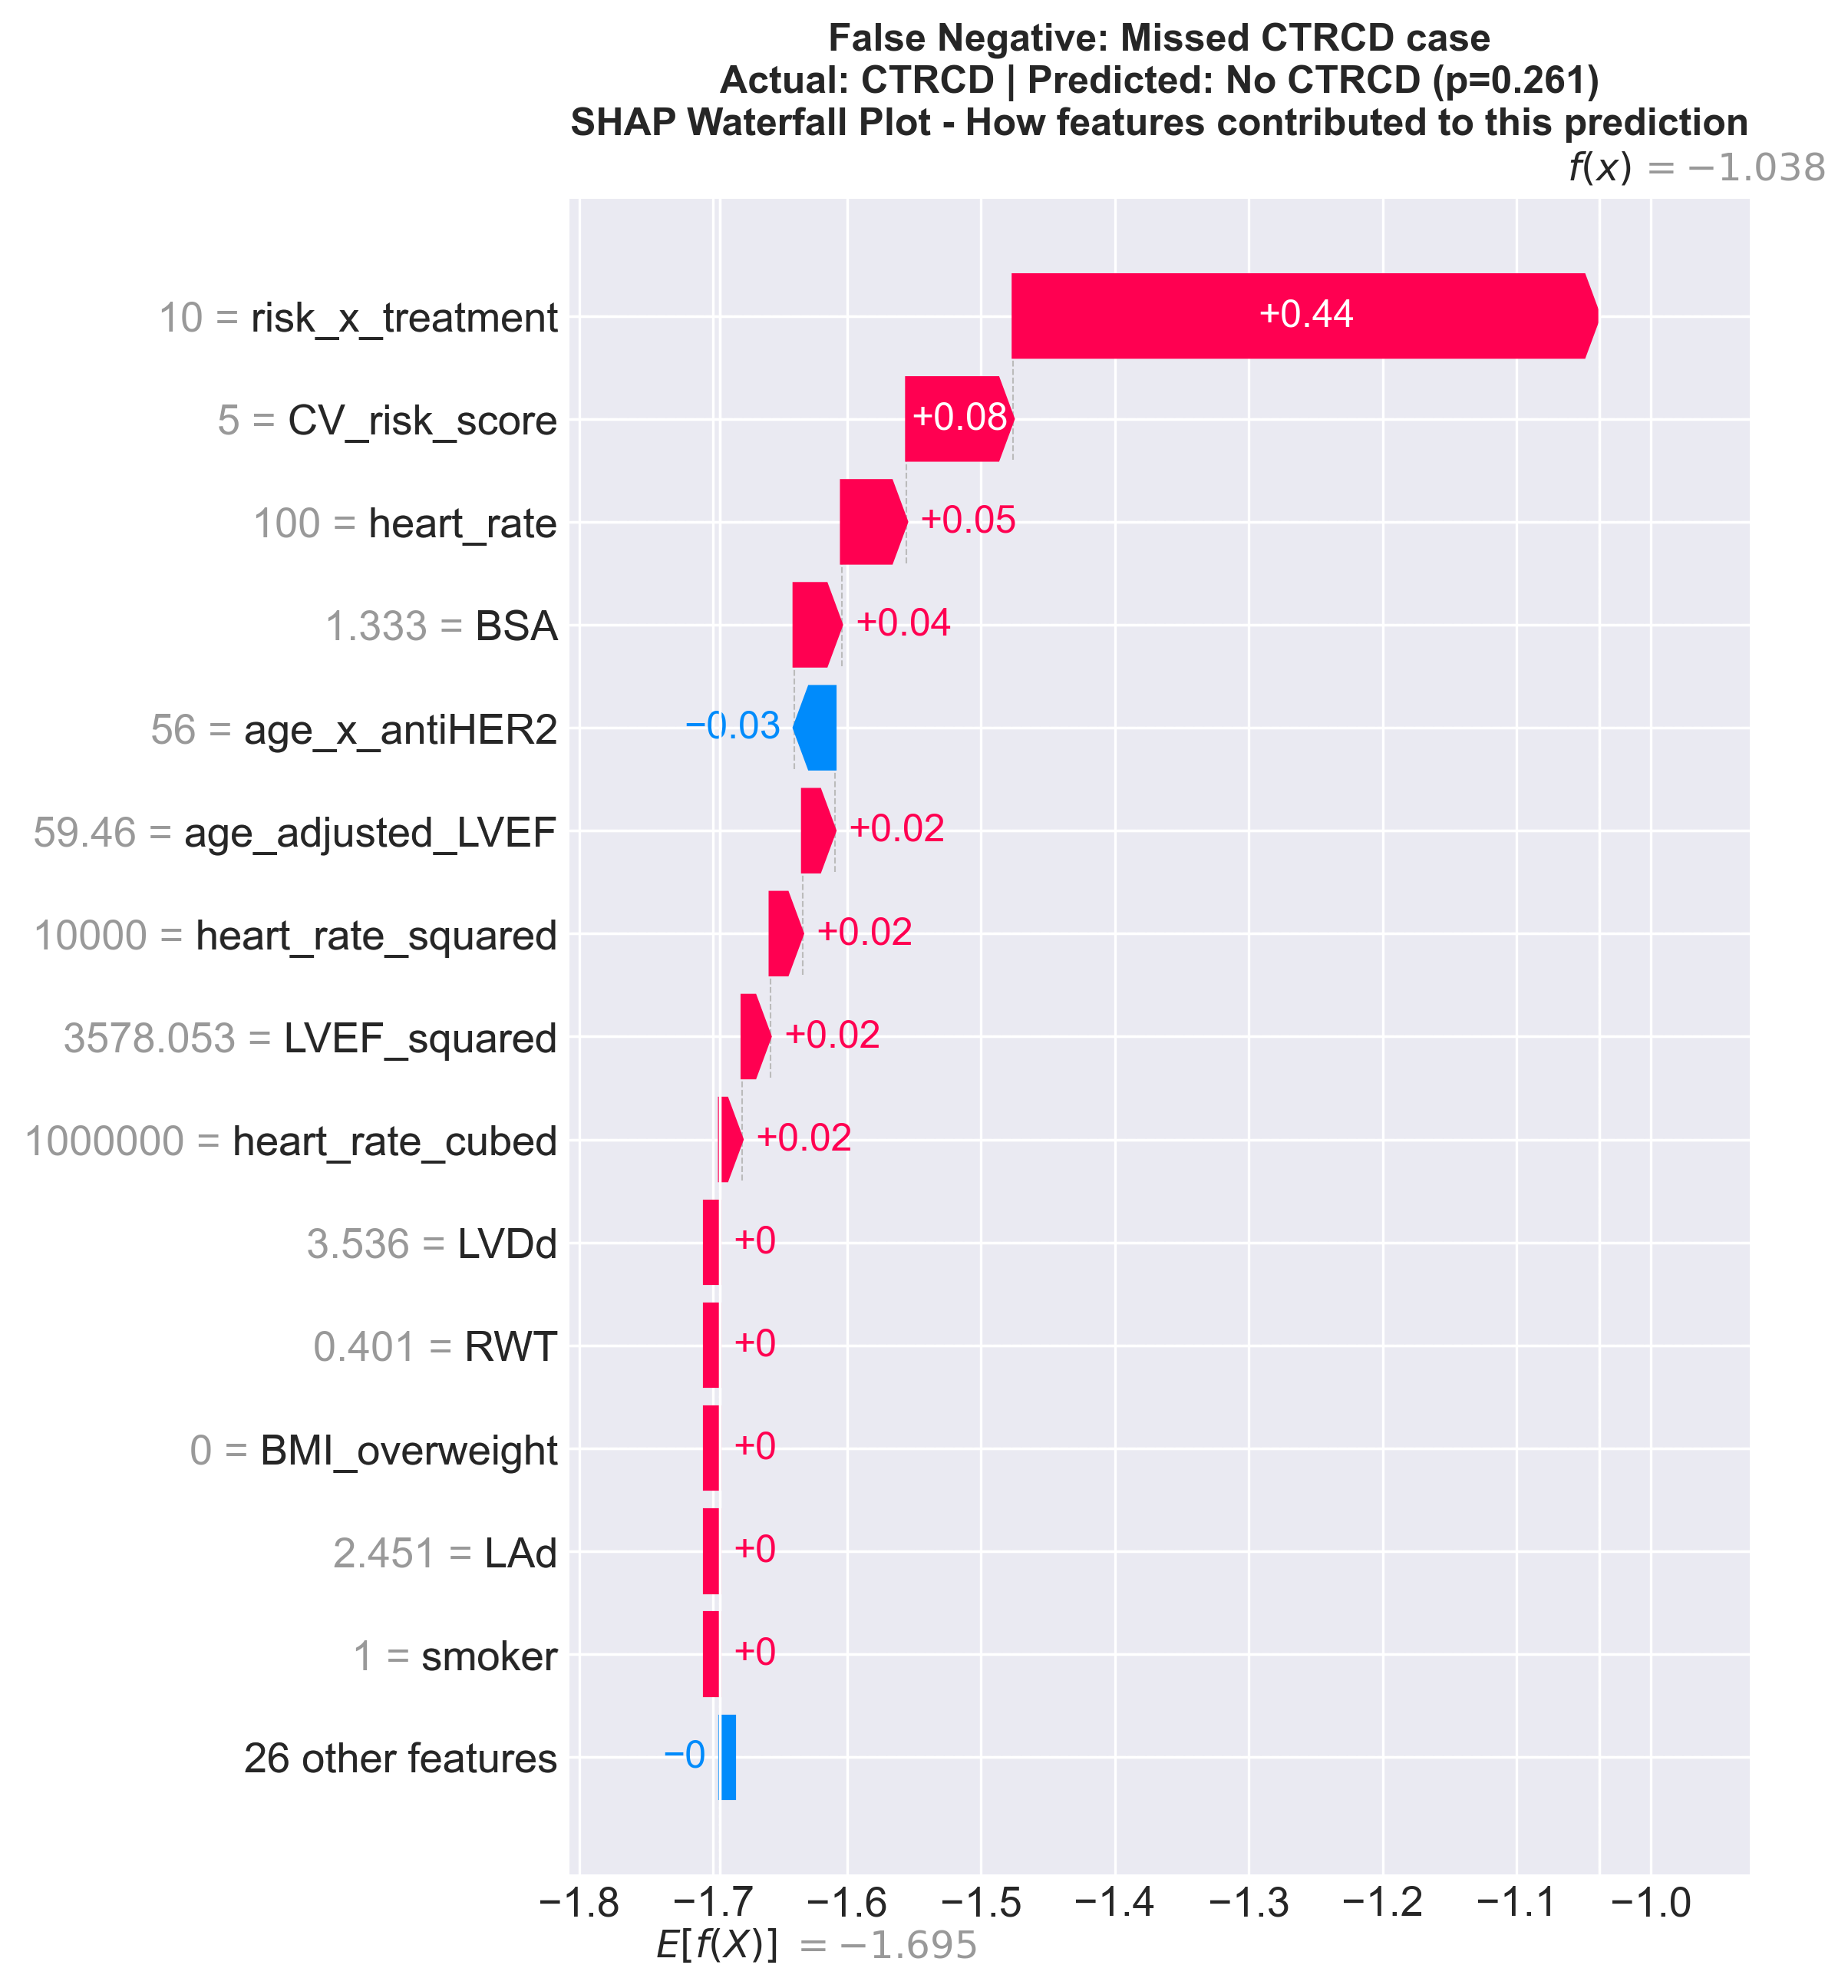 False Negative: Missed CTRCD case
Actual: CTRCD | Predicted: No CTRCD (p=0.261)
SHAP Waterfall Plot - How features contributed to this prediction
f(x) = −1.038
10 = risk_x_treatment
+0.44
5 = CV_risk_score
+0.08
100 = heart_rate
+0.05
1.333 = BSA
+0.04
56 = age_x_antiHER2
−0.03
59.46 = age_adjusted_LVEF
+0.02
10000 = heart_rate_squared
+0.02
3578.053 = LVEF_squared
+0.02
1000000 = heart_rate_cubed
+0.02
3.536 = LVDd
+0
0.401 = RWT
+0
0 = BMI_overweight
+0
2.451 = LAd
+0
1 = smoker
+0
26 other features
−0
−1.8 −1.7 −1.6 −1.5 −1.4 −1.3 −1.2 −1.1 −1.0
E[f(X)] = −1.695